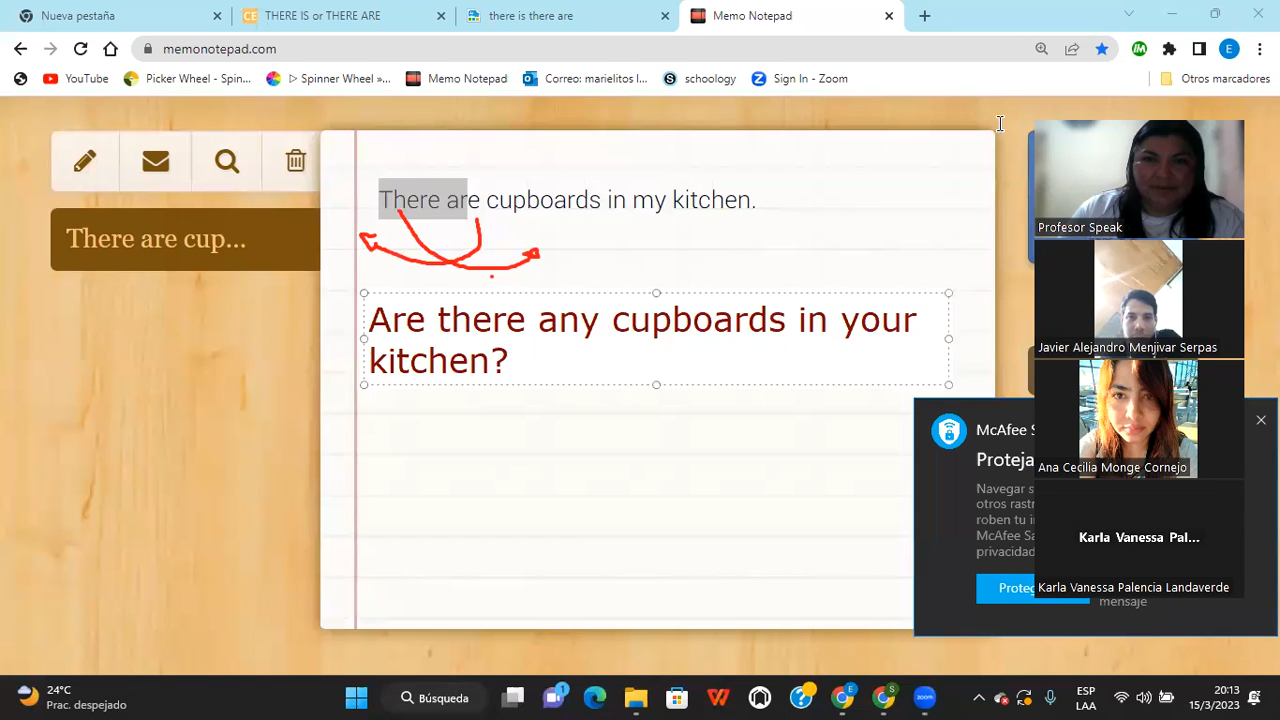 Nueva pestaña
THERE IS or THERE ARE
there is there are
Memo Notepad
memonotepad.com
YouTube
Picker Wheel - Spin...
Spinner Wheel »...
Memo Notepad
Correo: marielitos l...
schoology
Sign In - Zoom
Otros marcadores
There are cup...
There are cupboards in my kitchen.
Are there any cupboards in your
kitchen?
Profesor Speak
Javier Alejandro Menjivar Serpas
Ana Cecilia Monge Cornejo
Karla Vanessa Pal...
Karla Vanessa Palencia Landaverde
McAfee
Proteja
Navegar
otros
roben tu
McAfee
mensaje
24°C
Prac. despejado
Búsqueda
ESP
LAA
20:13
15/3/2023